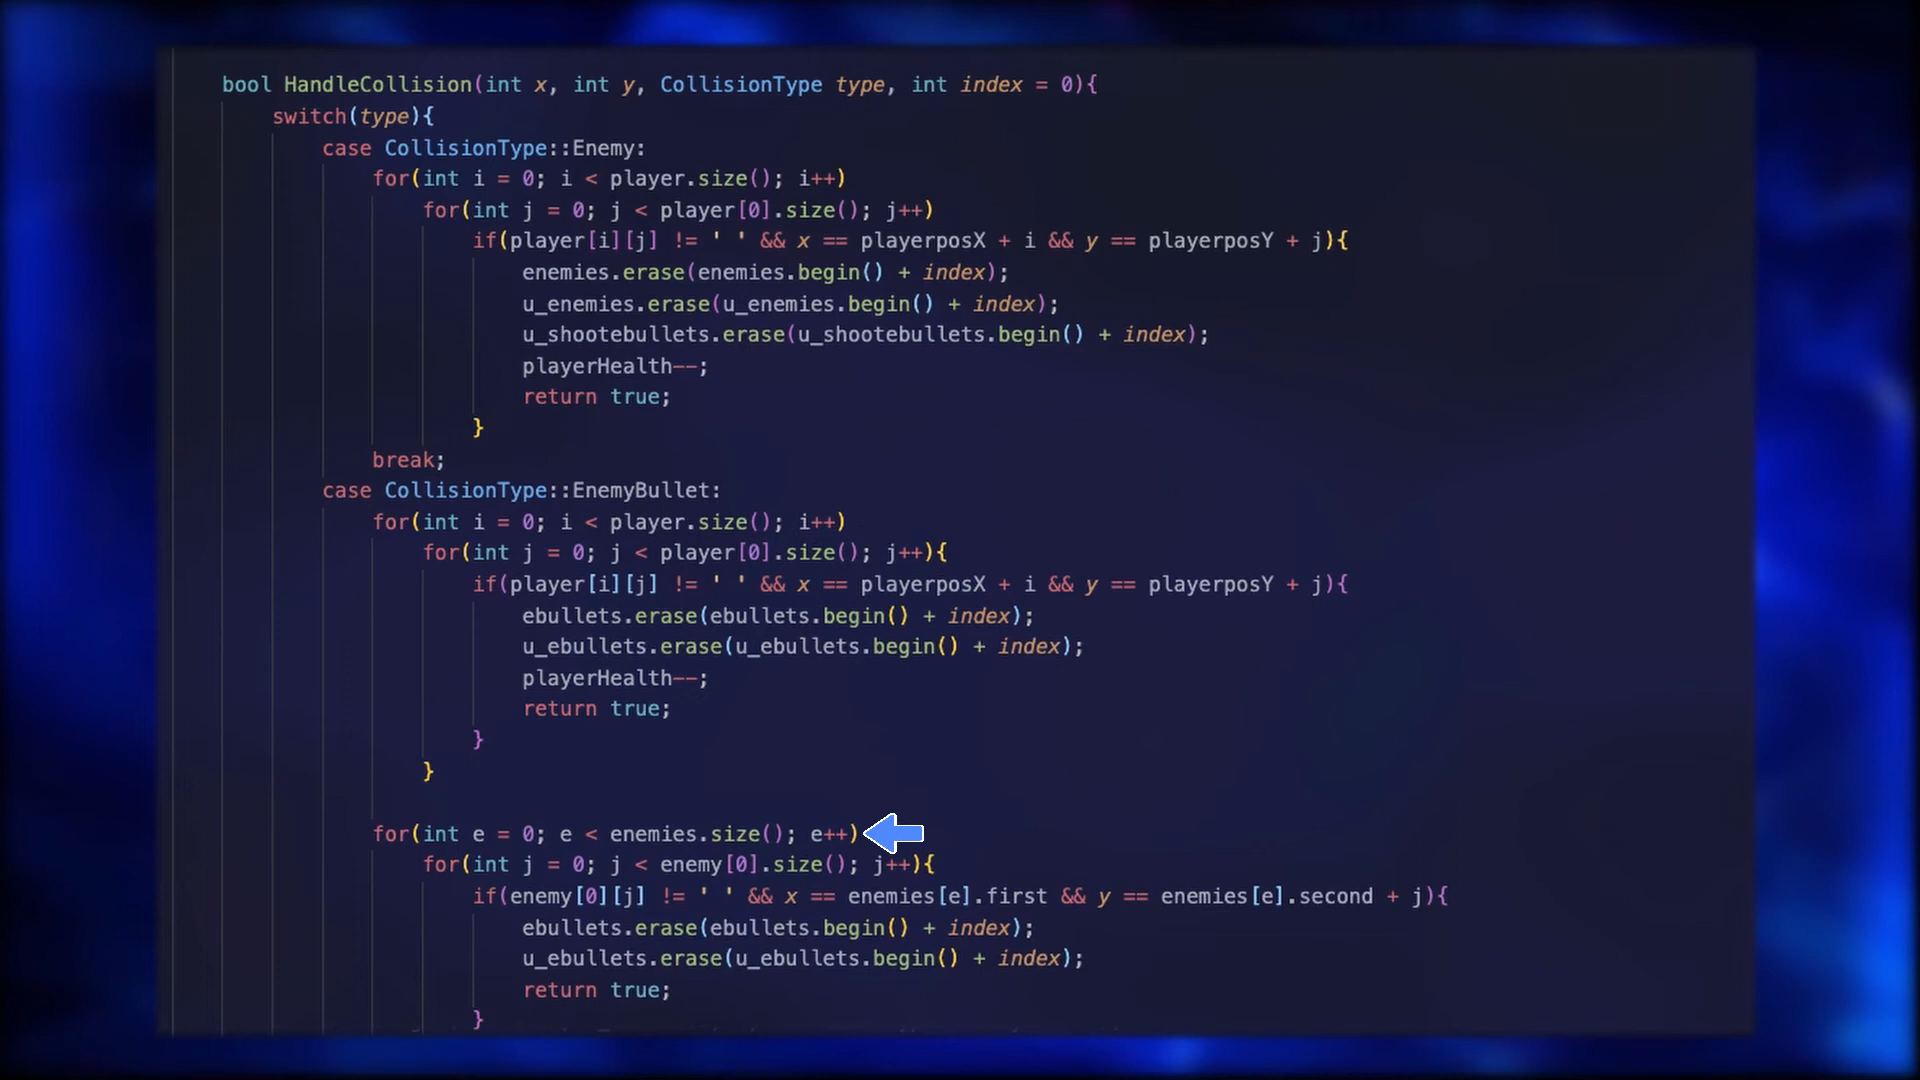 bool HandleCollision(int x, int y, CollisionType type, int index = 0){
switch(type){
case CollisionType::Enemy:
for(int i = 0; i < player.size(); i++)
for(int j = 0; j < player[0].size(); j++)
if(player[i][j] != ' ' && x == playerposX + i && y == playerposY + j){
enemies.erase(enemies.begin() + index);
u_enemies.erase(u_enemies.begin() + index);
u_shootebullets.erase(u_shootebullets.begin() + index);
playerHealth--;
return true;
}
break;
case CollisionType::EnemyBullet:
for(int i = 0; i < player.size(); i++)
for(int j = 0; j < player[0].size(); j++){
if(player[i][j] != ' ' && x == playerposX + i && y == playerposY + j){
ebullets.erase(ebullets.begin() + index);
u_ebullets.erase(u_ebullets.begin() + index);
playerHealth--;
return true;
}
}
for(int e = 0; e < enemies.size(); e++)
for(int j = 0; j < enemy[0].size(); j++){
if(enemy[0][j] != ' ' && x == enemies[e].first && y == enemies[e].second + j){
ebullets.erase(ebullets.begin() + index);
u_ebullets.erase(u_ebullets.begin() + index);
return true;
}